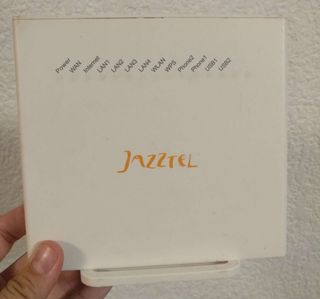 Power WAN Internet LAN1 LAN2 LAN3 LAN4 WLAN WPS Phone2 Phone1 USB1 USB2
JAZZTEL